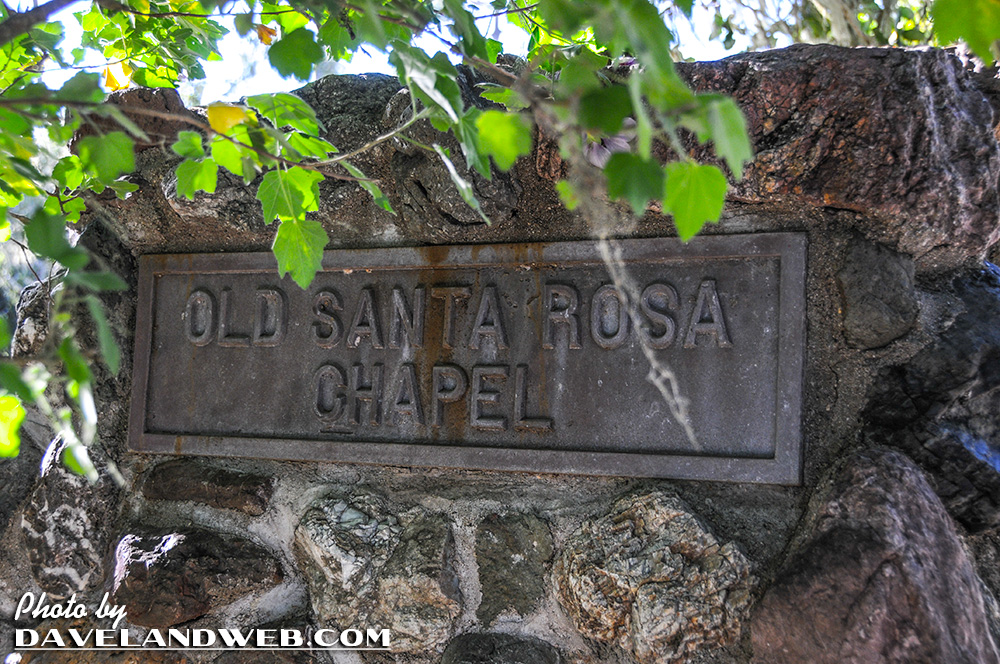 OLD SANTA ROSA
CHAPEL
Photo by
DAVELANDWEB.COM